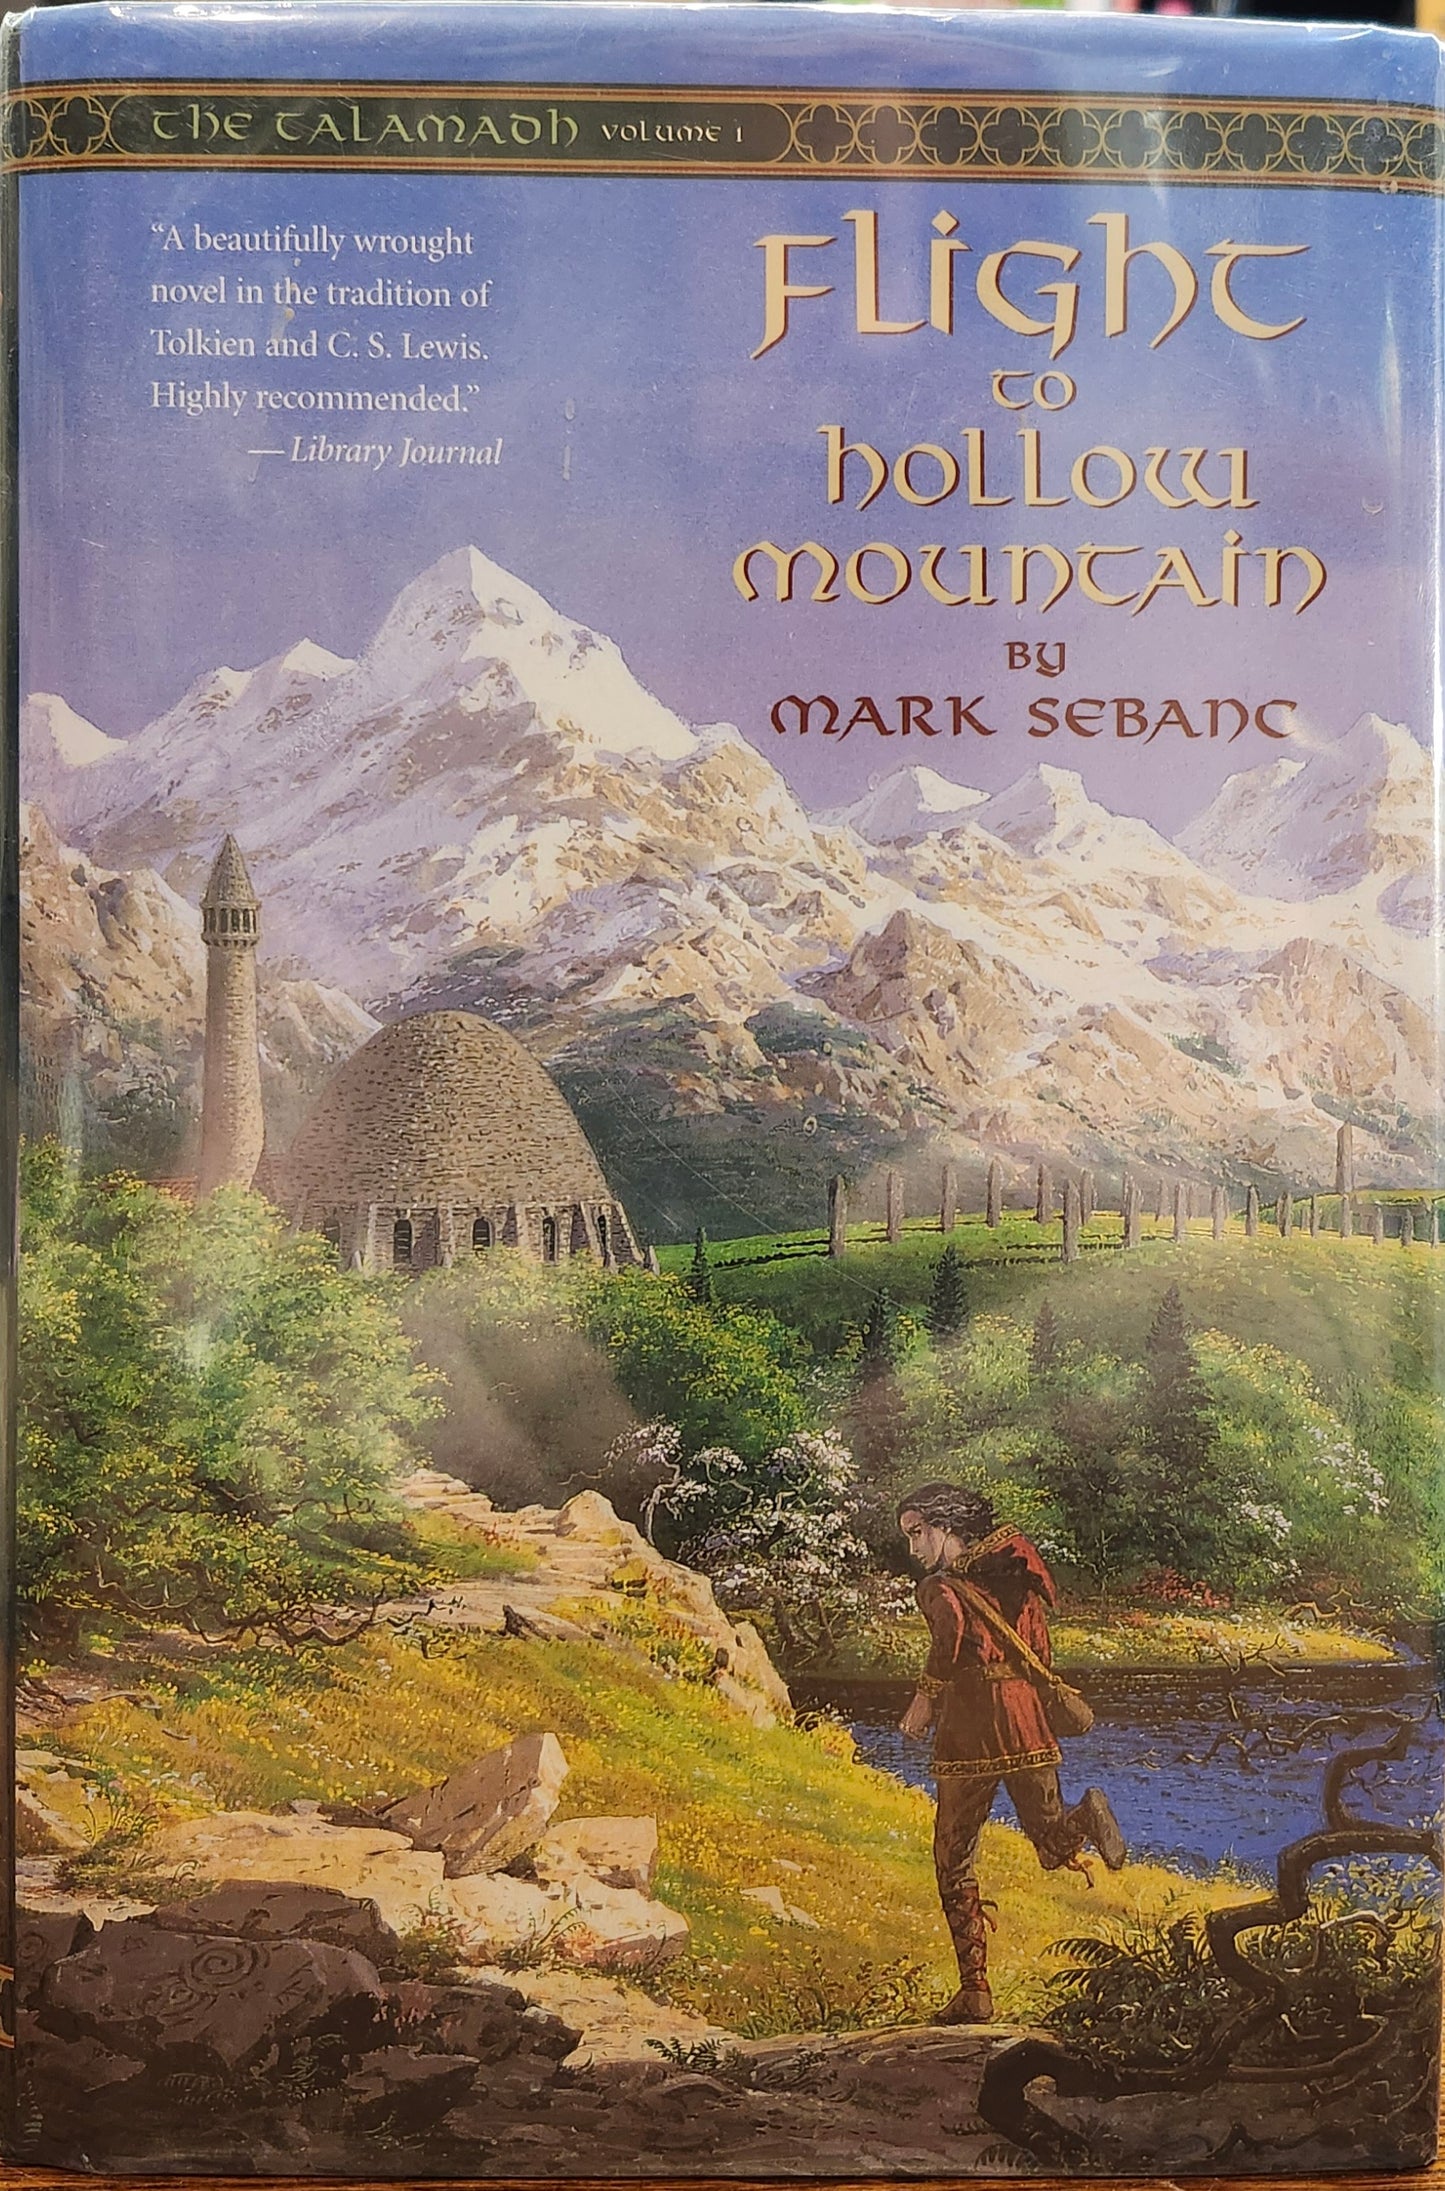 THE TALAMADH VOLUME 1
“A beautifully wrought
novel in the tradition of
Tolkien and C. S. Lewis.
Highly recommended.”
— Library Journal
FLIGHT
TO
HOLLOW
MOUNTAIN
BY
MARK SEBANC